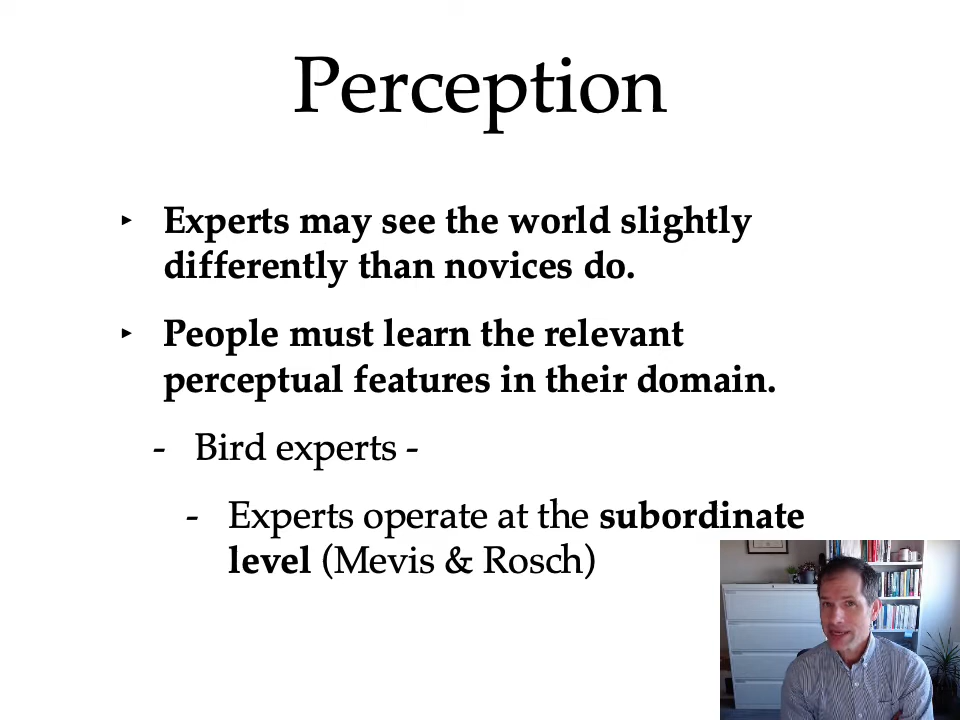 Perception
‣ Experts may see the world slightly
differently than novices do.
‣ People must learn the relevant
perceptual features in their domain.
- Bird experts -
- Experts operate at the subordinate
level (Mevis & Rosch)